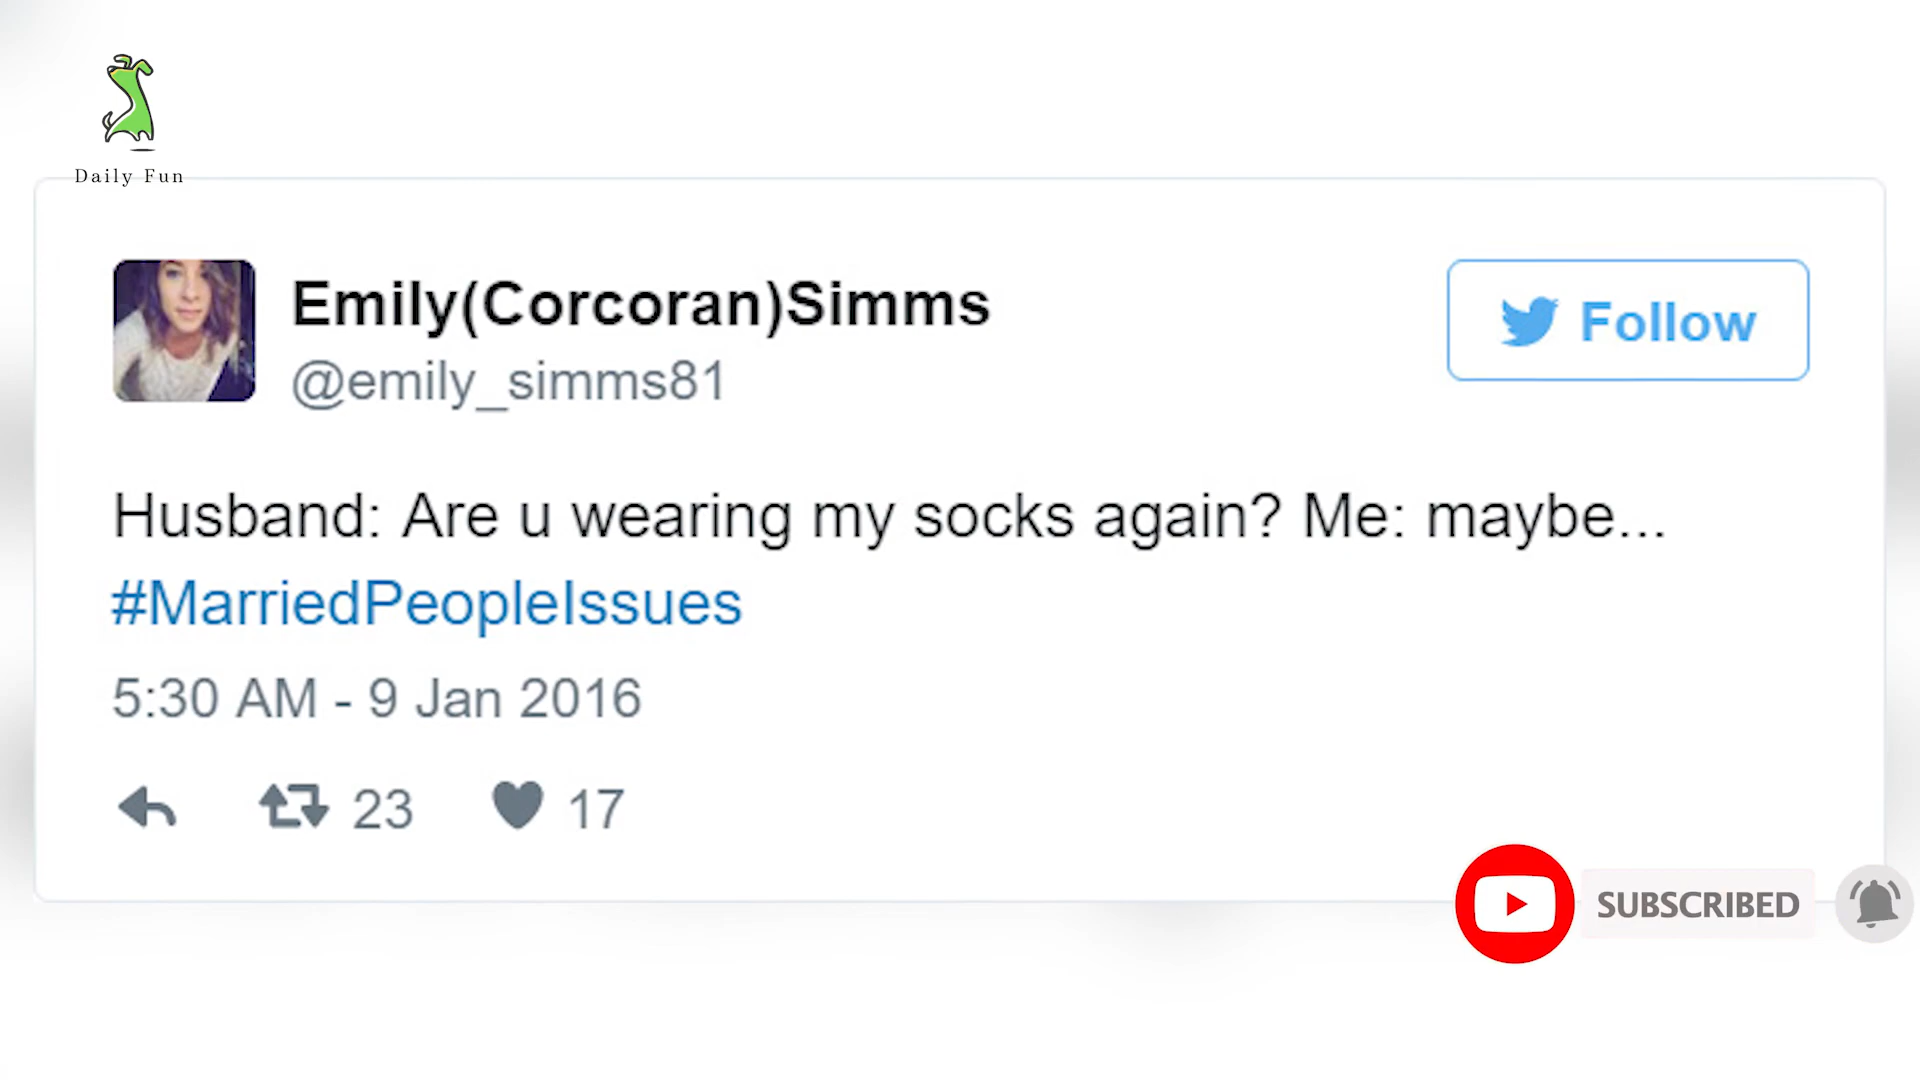 Daily Fun
Emily(Corcoran)Simms
@emily_simms81
Follow
Husband: Are u wearing my socks again? Me: maybe...
#MarriedPeopleIssues
5:30 AM - 9 Jan 2016
23 17
SUBSCRIBED